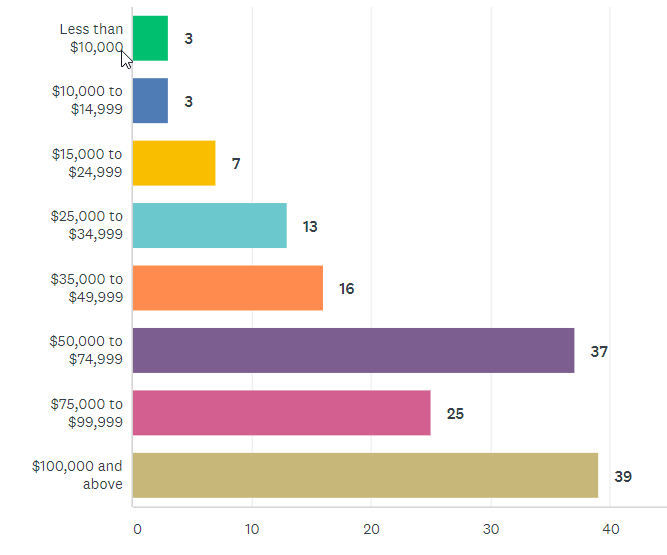 Less than
$10,000
3
$10,000 to
$14,999
3
$15,000 to
$24,999
7
$25,000 to
$34,999
13
$35,000 to
$49,999
16
$50,000 to
$74,999
37
$75,000 to
$99,999
25
$100,000 and
above
39
0 10 20 30 40